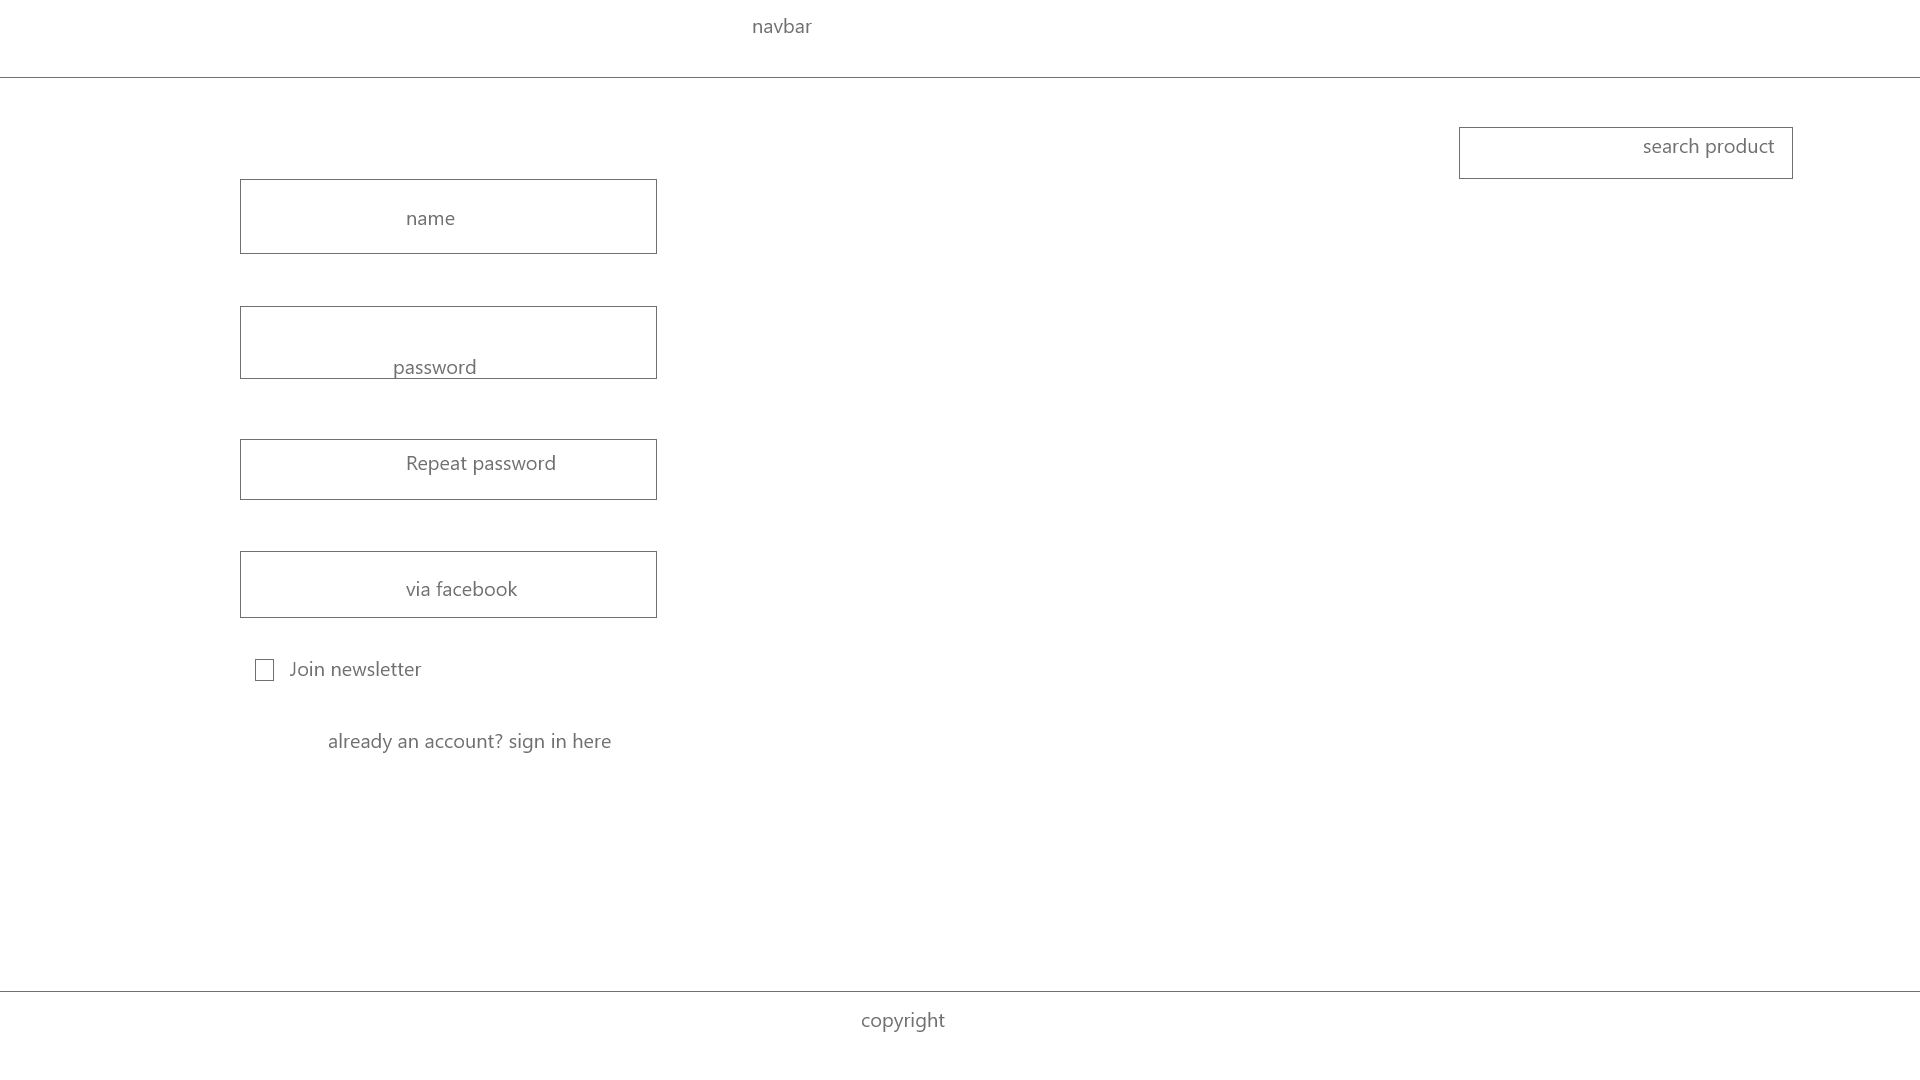 navbar
search product
name
password
Repeat password
via facebook
Join newsletter
already an account? sign in here
copyright